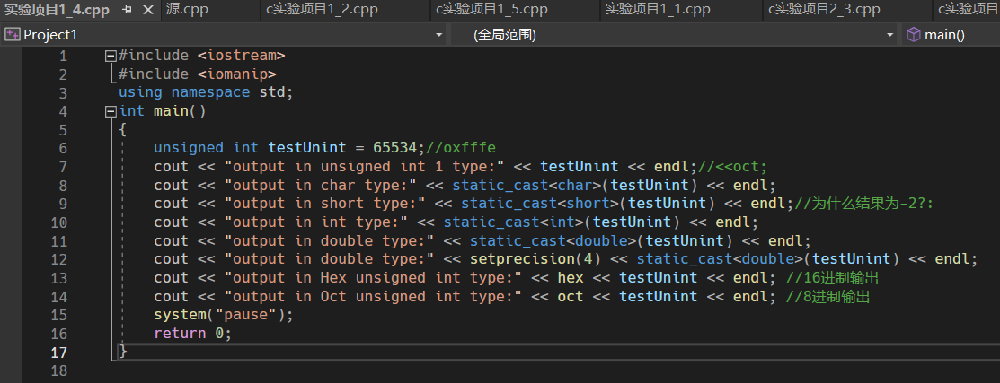 实验项目1_4.cpp 源.cpp c实验项目1_2.cpp c实验项目1_5.cpp 实验项目1_1.cpp c实验项目2_3.cpp c实验项目
Project1 (全局范围) main()
1 #include <iostream>
2 #include <iomanip>
3 using namespace std;
4 int main()
5 {
6 unsigned int testUnint = 65534;//oxfffe
7 cout << "output in unsigned int 1 type:" << testUnint << endl;//<<oct;
8 cout << "output in char type:" << static_cast<char>(testUnint) << endl;
9 cout << "output in short type:" << static_cast<short>(testUnint) << endl;//为什么结果为-2?:
10 cout << "output in int type:" << static_cast<int>(testUnint) << endl;
11 cout << "output in double type:" << static_cast<double>(testUnint) << endl;
12 cout << "output in double type:" << setprecision(4) << static_cast<double>(testUnint) << endl;
13 cout << "output in Hex unsigned int type:" << hex << testUnint << endl; //16进制输出
14 cout << "output in Oct unsigned int type:" << oct << testUnint << endl; //8进制输出
15 system("pause");
16 return 0;
17 }
18